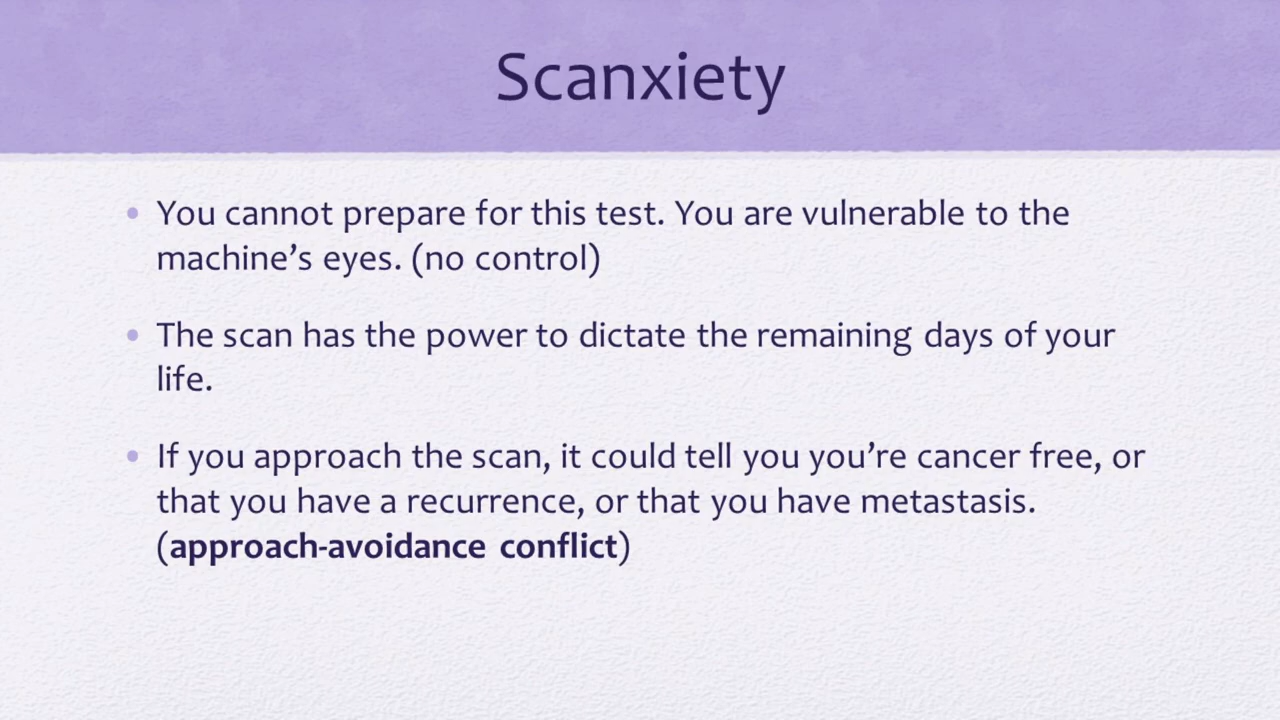 Scanxiety
• You cannot prepare for this test. You are vulnerable to the
machine’s eyes. (no control)
• The scan has the power to dictate the remaining days of your
life.
• If you approach the scan, it could tell you you’re cancer free, or
that you have a recurrence, or that you have metastasis.
(approach-avoidance conflict)